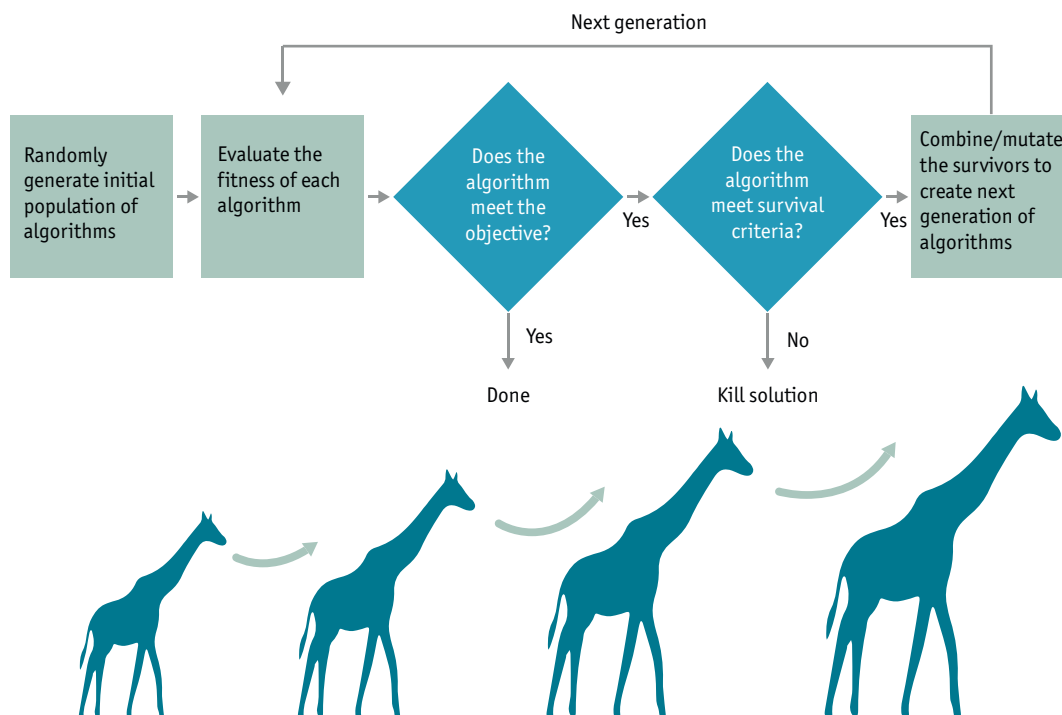 Next generation
Randomly
generate initial
population of
algorithms
Evaluate the
fitness of each
algorithm
Does the
algorithm
meet the
objective?
Yes
Does the
algorithm
meet survival
criteria?
Yes
Combine/mutate
the survivors to
create next
generation of
algorithms
Yes
No
Done
Kill solution